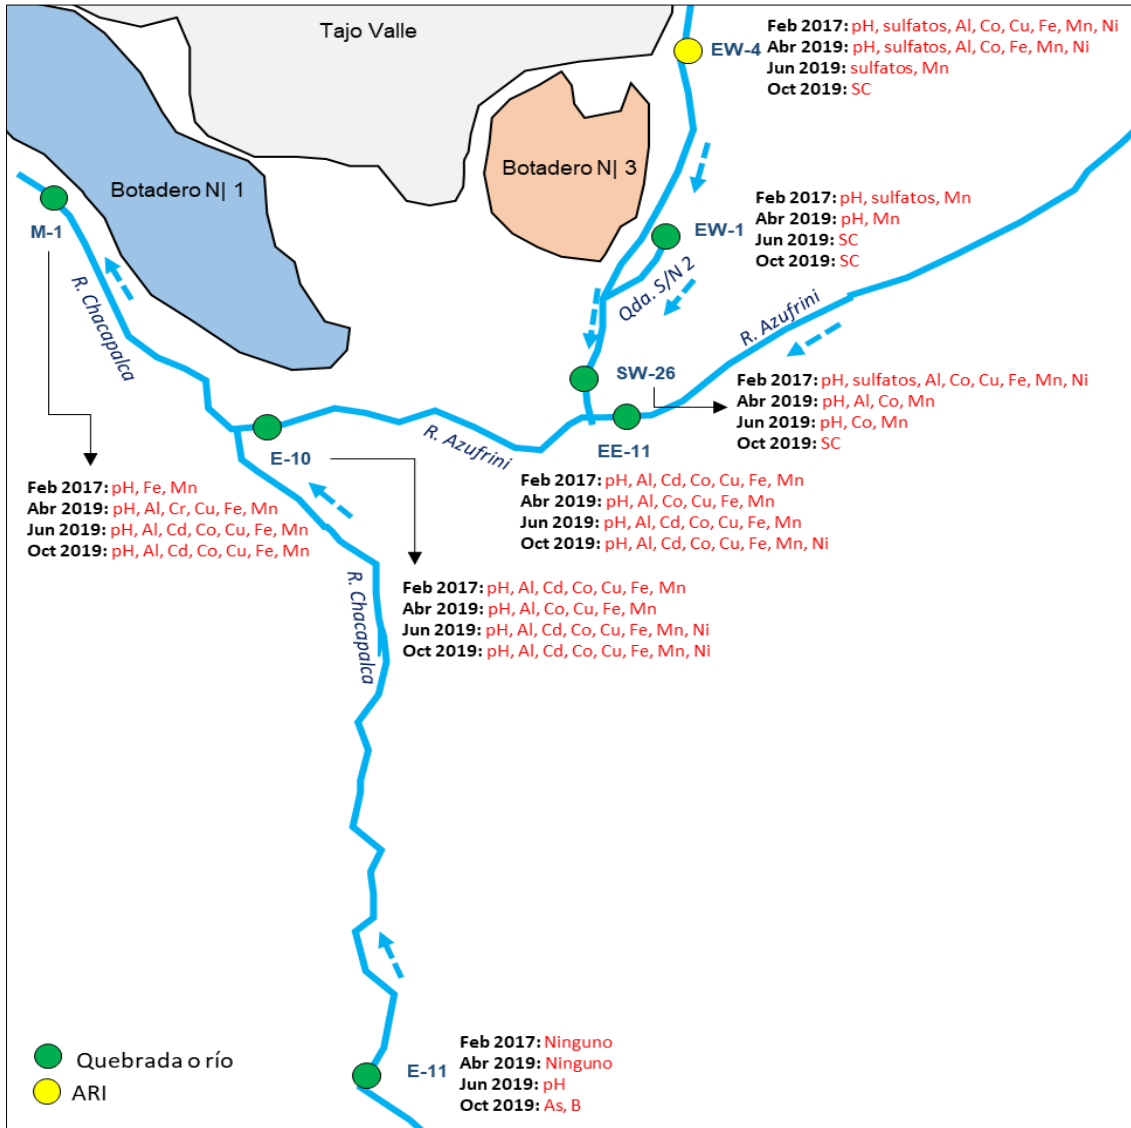 Tajo Valle
EW-4
Feb 2017: pH, sulfatos, Al, Co, Cu, Fe, Mn, Ni
Abr 2019: pH, sulfatos, Al, Co, Fe, Mn, Ni
Jun 2019: sulfatos, Mn
Oct 2019: SC
Botadero N| 1
Botadero N| 3
M-1
EW-1
Feb 2017: pH, sulfatos, Mn
Abr 2019: pH, Mn
Jun 2019: SC
Oct 2019: SC
R. Chacapalca
Qda. S/N 2
R. Azufrini
SW-26
Feb 2017: pH, sulfatos, Al, Co, Cu, Fe, Mn, Ni
Abr 2019: pH, Al, Co, Mn
Jun 2019: pH, Co, Mn
Oct 2019: SC
E-10
R. Azufrini
EE-11
Feb 2017: pH, Fe, Mn
Abr 2019: pH, Al, Cr, Cu, Fe, Mn
Jun 2019: pH, Al, Cd, Co, Cu, Fe, Mn
Oct 2019: pH, Al, Cd, Co, Cu, Fe, Mn
Feb 2017: pH, Al, Cd, Co, Cu, Fe, Mn
Abr 2019: pH, Al, Co, Cu, Fe, Mn
Jun 2019: pH, Al, Cd, Co, Cu, Fe, Mn
Oct 2019: pH, Al, Cd, Co, Cu, Fe, Mn, Ni
R. Chacapalca
Feb 2017: pH, Al, Cd, Co, Cu, Fe, Mn
Abr 2019: pH, Al, Co, Cu, Fe, Mn
Jun 2019: pH, Al, Cd, Co, Cu, Fe, Mn, Ni
Oct 2019: pH, Al, Cd, Co, Cu, Fe, Mn, Ni
E-11
Feb 2017: Ninguno
Abr 2019: Ninguno
Jun 2019: pH
Oct 2019: As, B
Quebrada o río
ARI